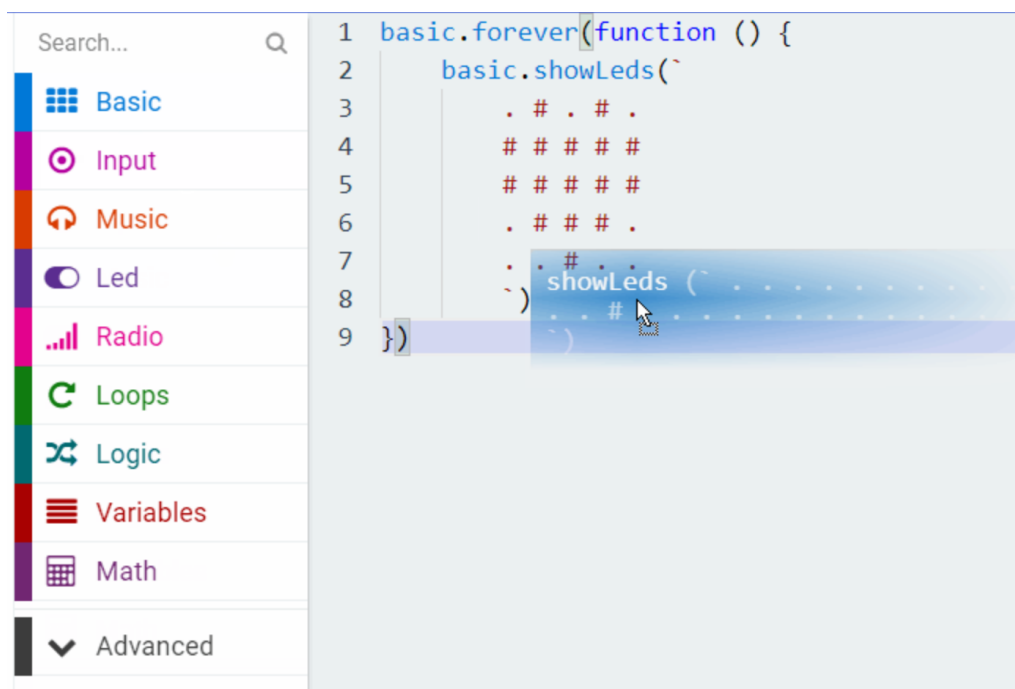 Search...
Basic
Input
Music
Led
Radio
Loops
Logic
Variables
Math
Advanced
1 basic.forever(function () {
2     basic.showLeds(`
3         . # . # .
4         # # # # #
5         # # # # #
6         . # # # .
7         . . # . .
8         `)
9 })
showLeds (` . . . . . . . . . .
. . # . . . . . . . . . . . .
`)